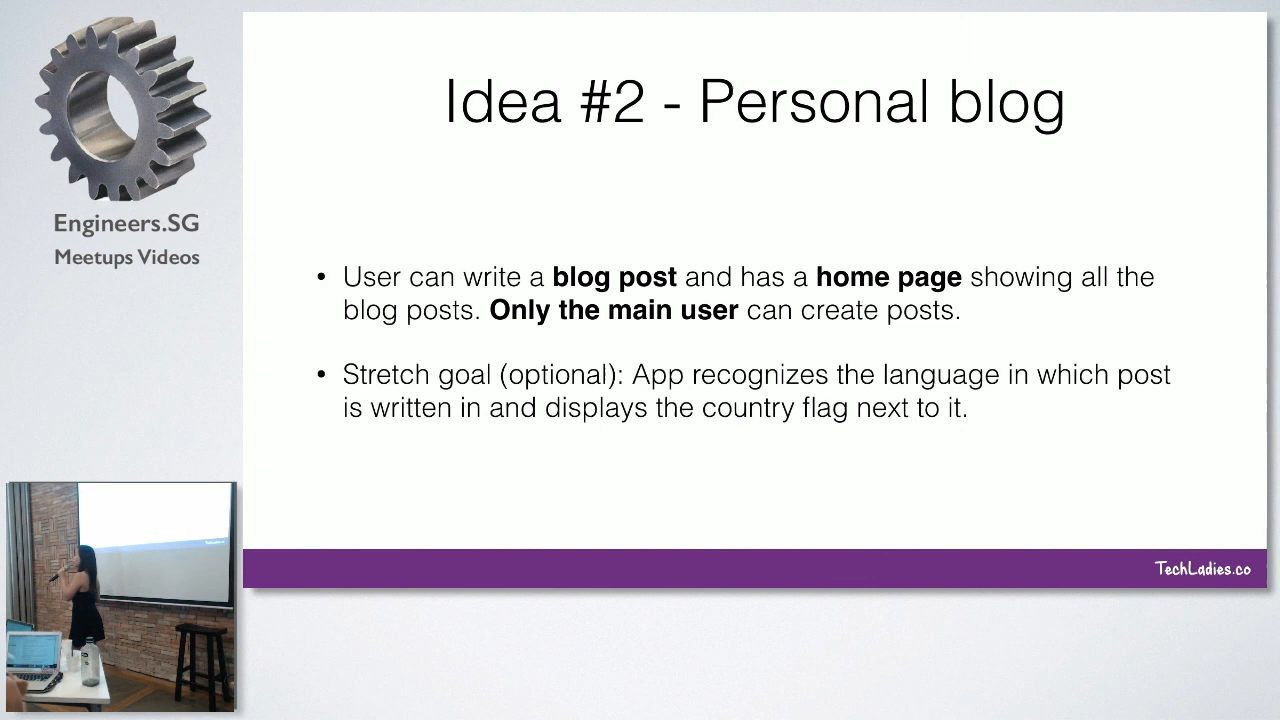 Engineers.SG
Meetups Videos
Idea #2 - Personal blog
• User can write a blog post and has a home page showing all the
blog posts. Only the main user can create posts.
• Stretch goal (optional): App recognizes the language in which post
is written in and displays the country flag next to it.
TechLadies.co